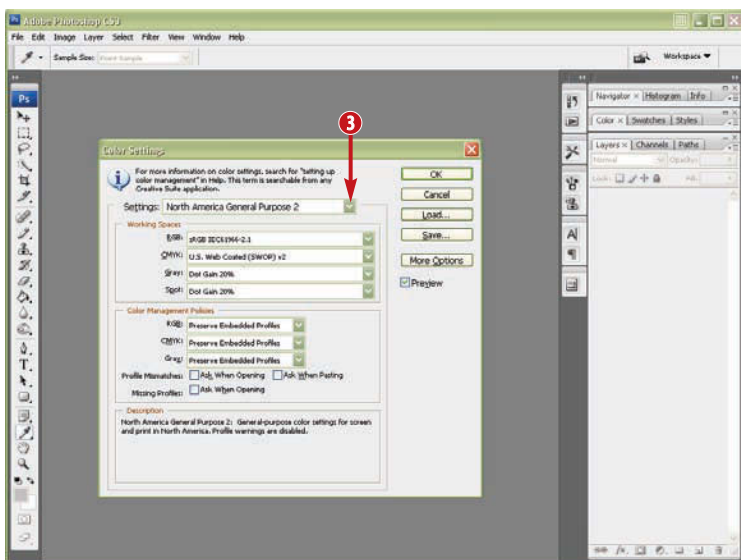 Adobe Photoshop CS3
File Edit Image Layer Select Filter View Window Help
Sample Size: Point Sample
Workspace
Ps
Navigator × Histogram Info
Color × Swatches Styles
Layers × Channels Paths
Normal Opacity:
Lock: Fill:
3
Color Settings
For more information on color settings, search for "setting up
color management" in Help. This term is searchable from any
Creative Suite application.
Settings: North America General Purpose 2
Working Spaces
RGB: sRGB IEC61966-2.1
CMYK: U.S. Web Coated (SWOP) v2
Gray: Dot Gain 20%
Spot: Dot Gain 20%
Color Management Policies
RGB: Preserve Embedded Profiles
CMYK: Preserve Embedded Profiles
Gray: Preserve Embedded Profiles
Profile Mismatches: Ask When Opening Ask When Pasting
Missing Profiles: Ask When Opening
Description
North America General Purpose 2: General-purpose color settings for screen
and print in North America. Profile warnings are disabled.
OK
Cancel
Load...
Save...
More Options
Preview